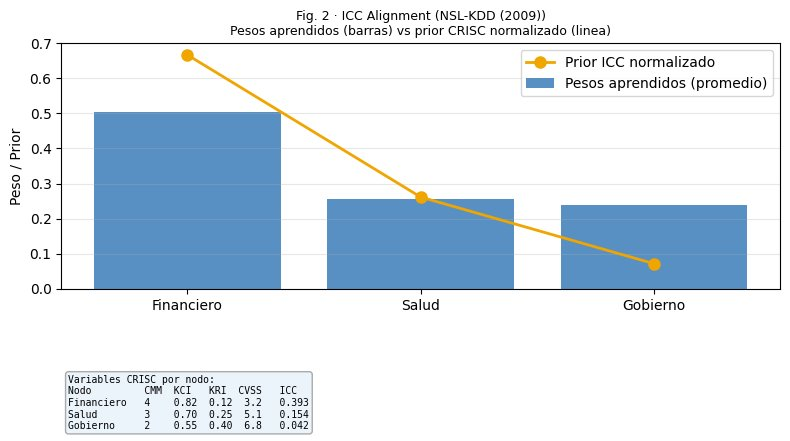 Fig. 2 · ICC Alignment (NSL-KDD (2009))
Pesos aprendidos (barras) vs prior CRISC normalizado (linea)
Prior ICC normalizado
Pesos aprendidos (promedio)
Peso / Prior
0.7
0.6
0.5
0.4
0.3
0.2
0.1
0.0
Financiero Salud Gobierno
Variables CRISC por nodo:
Nodo CMM KCI KRI CVSS ICC
Financiero 4 0.82 0.12 3.2 0.393
Salud 3 0.70 0.25 5.1 0.154
Gobierno 2 0.55 0.40 6.8 0.042